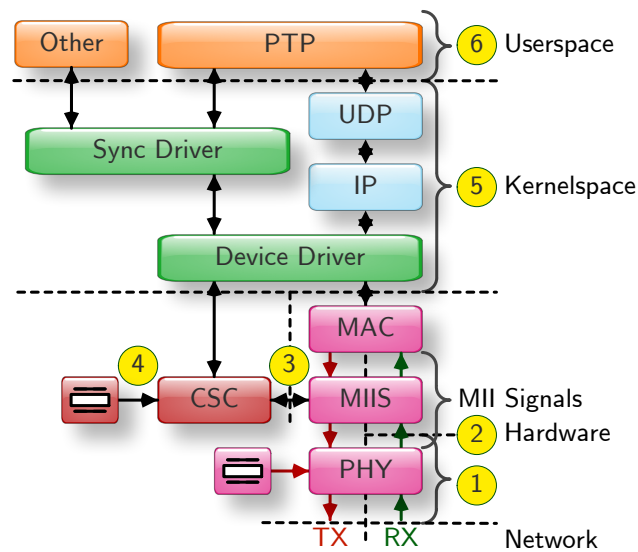 Other
PTP
6 Userspace
UDP
Sync Driver
IP
5 Kernelspace
Device Driver
MAC
4
3
CSC
MIIS
MII Signals
2 Hardware
PHY
1
TX
RX
Network